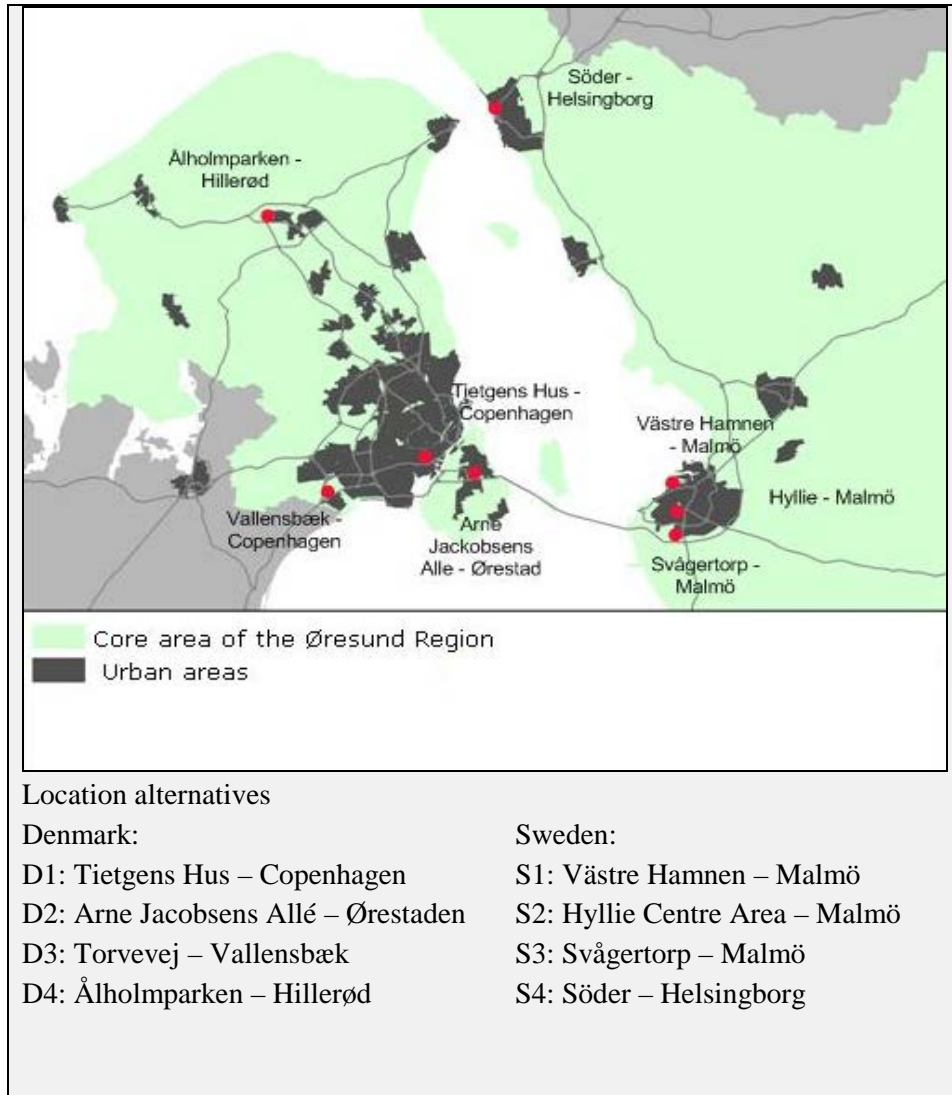 Söder -
Helsingborg
Ålholmparken -
Hillerød
Tietgens Hus -
Copenhagen
Västre Hamnen
- Malmö
Hyllie - Malmö
Vallensbæk -
Copenhagen
Arne
Jackobsens
Alle - Ørestad
Svågertorp -
Malmö
Core area of the Øresund Region
Urban areas
Location alternatives
Denmark:
D1: Tietgens Hus – Copenhagen
D2: Arne Jacobsens Allé – Ørestaden
D3: Torvevej – Vallensbæk
D4: Ålholmparken – Hillerød
Sweden:
S1: Västre Hamnen – Malmö
S2: Hyllie Centre Area – Malmö
S3: Svågertorp – Malmö
S4: Söder – Helsingborg